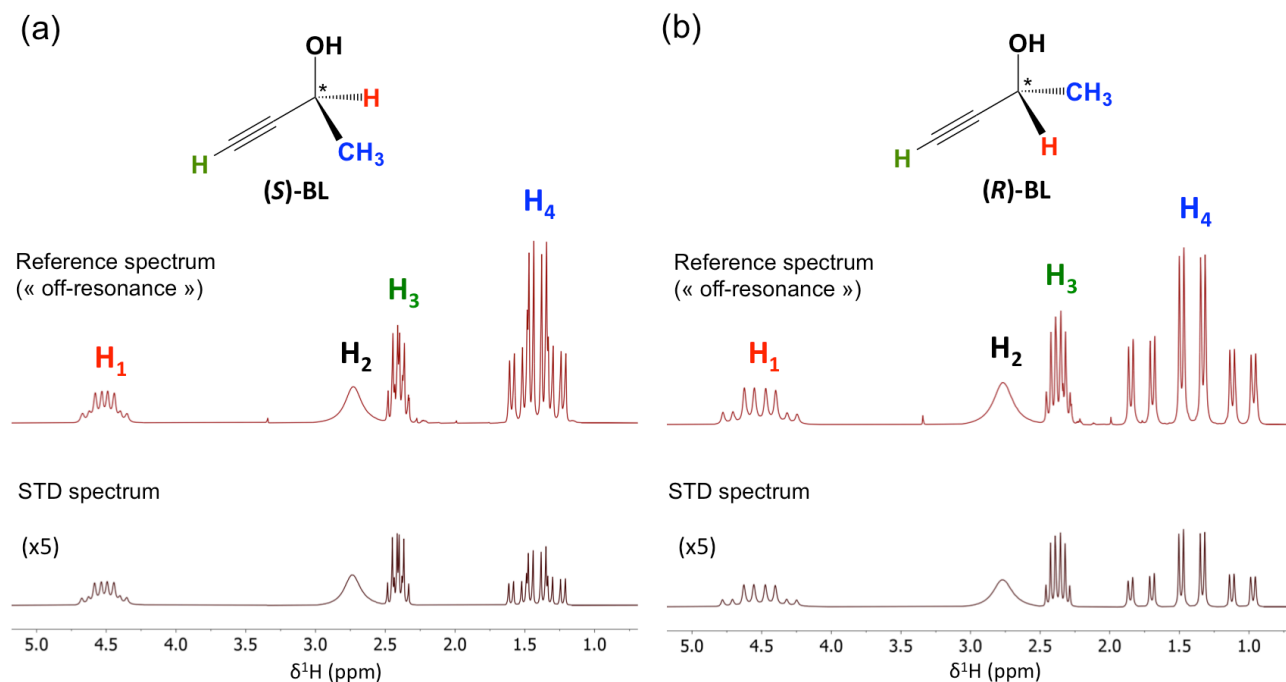 (a)
OH
*
H
H
CH3
(S)-BL
H4
Reference spectrum
(« off-resonance »)
H3
H1
H2
STD spectrum
(x5)
5.0 4.5 4.0 3.5 3.0 2.5 2.0 1.5 1.0
δ1H (ppm)
(b)
OH
*
CH3
H
H
(R)-BL
H4
Reference spectrum
(« off-resonance »)
H3
H1
H2
STD spectrum
(x5)
5.0 4.5 4.0 3.5 3.0 2.5 2.0 1.5 1.0
δ1H (ppm)